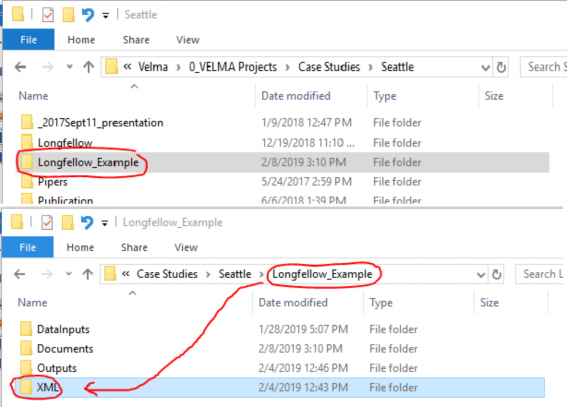 Seattle
File Home Share View
« Velma > 0_VELMA Projects > Case Studies > Seattle Search S
Name Date modified Type Size
_2017Sept11_presentation 1/9/2018 12:47 PM File folder
Longfellow 12/19/2018 11:10 ... File folder
Longfellow_Example 2/8/2019 3:10 PM File folder
Pipers 5/24/2017 2:59 PM File folder
Publication 6/6/2018 1:39 PM File folder
Longfellow_Example
File Home Share View
« Case Studies > Seattle > Longfellow_Example Search L
Name Date modified Type Size
DataInputs 1/28/2019 5:07 PM File folder
Documents 2/8/2019 3:10 PM File folder
Outputs 2/4/2019 12:46 PM File folder
XML 2/4/2019 12:43 PM File folder